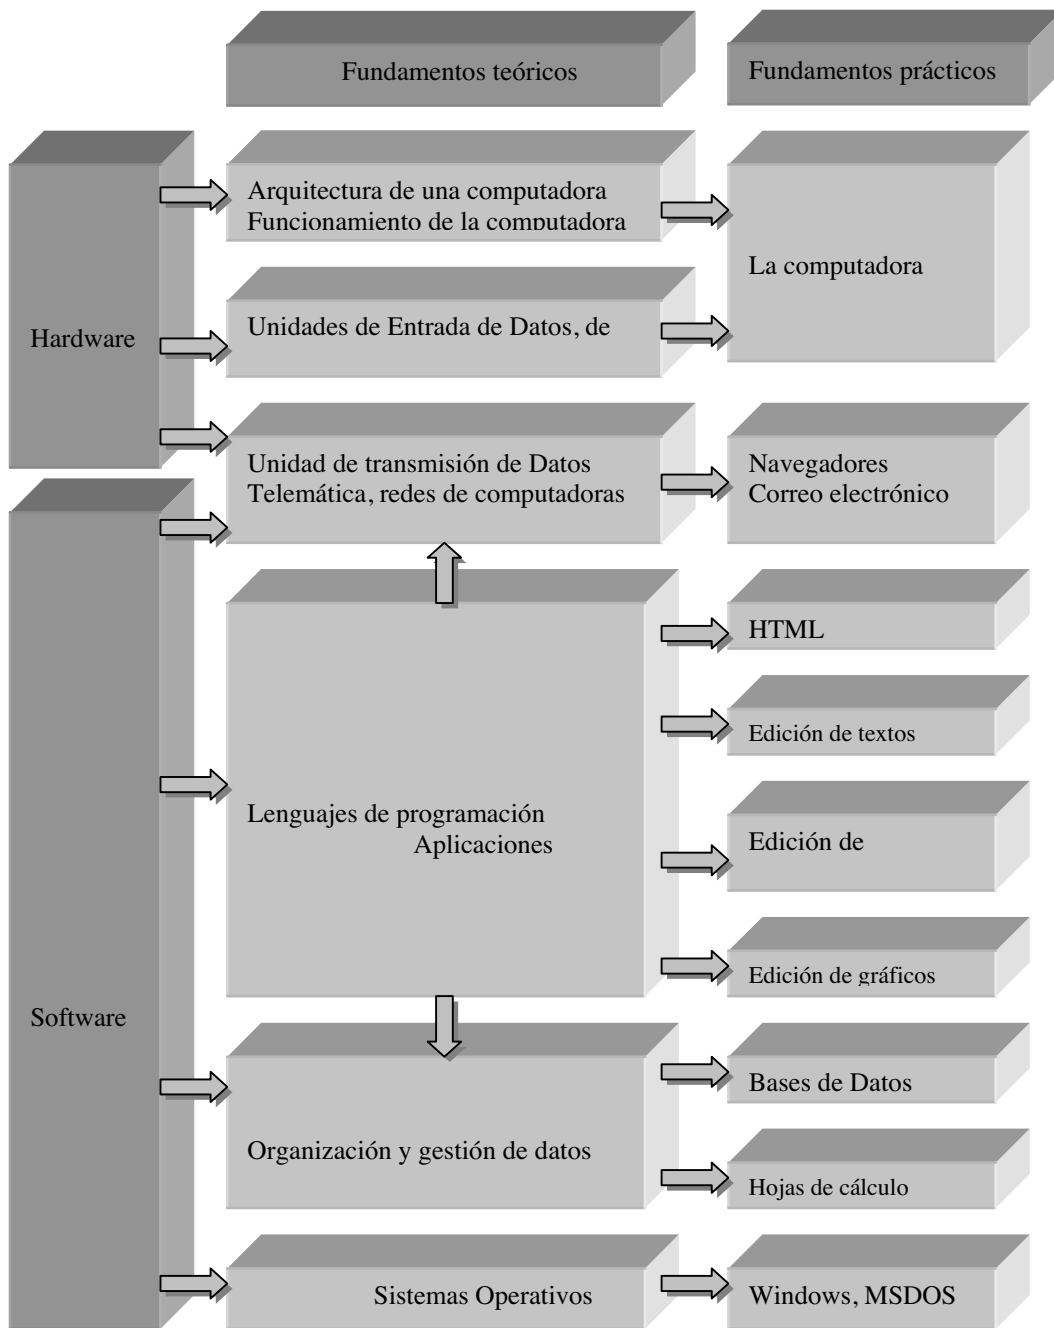 Fundamentos teóricos
Fundamentos prácticos
Hardware
Arquitectura de una computadora
Funcionamiento de la computadora
La computadora
Unidades de Entrada de Datos, de
Unidad de transmisión de Datos
Telemática, redes de computadoras
Navegadores
Correo electrónico
Software
Lenguajes de programación
Aplicaciones
HTML
Edición de textos
Edición de
Edición de gráficos
Organización y gestión de datos
Bases de Datos
Hojas de cálculo
Sistemas Operativos
Windows, MSDOS